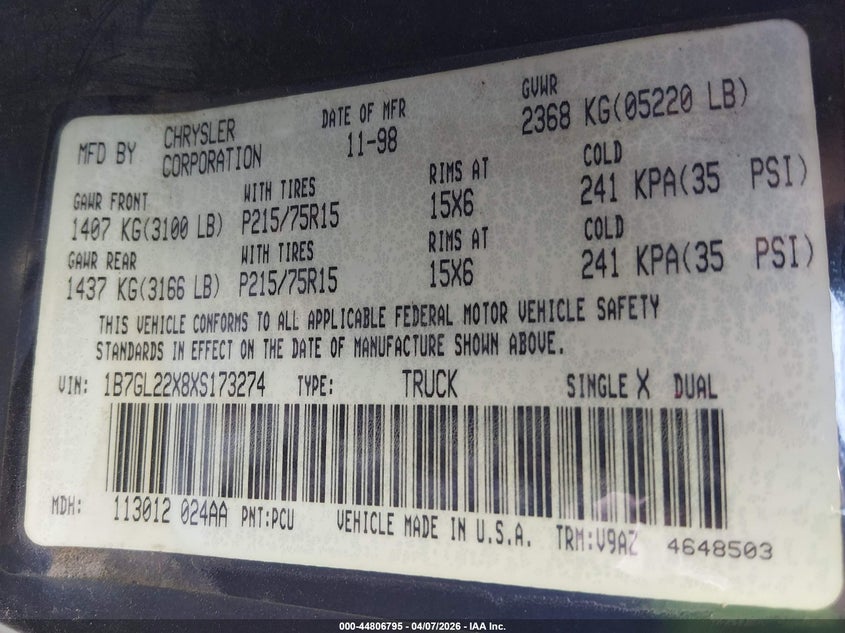 MFD BY CHRYSLER CORPORATION DATE OF MFR 11-98 GVWR 2368 KG(05220 LB)
GAWR FRONT WITH TIRES RIMS AT COLD
1407 KG(3100 LB) P215/75R15 15X6 241 KPA(35 PSI)
GAWR REAR WITH TIRES RIMS AT COLD
1437 KG(3166 LB) P215/75R15 15X6 241 KPA(35 PSI)
THIS VEHICLE CONFORMS TO ALL APPLICABLE FEDERAL MOTOR VEHICLE SAFETY
STANDARDS IN EFFECT ON THE DATE OF MANUFACTURE SHOWN ABOVE.
VIN: 1B7GL22X8XS173274 TYPE: TRUCK SINGLE X DUAL
MDH: 113012 024AA PNT:PCU VEHICLE MADE IN U.S.A. TRM:V9AZ 4648503
000-44806795 - 04/07/2026 - IAA Inc.